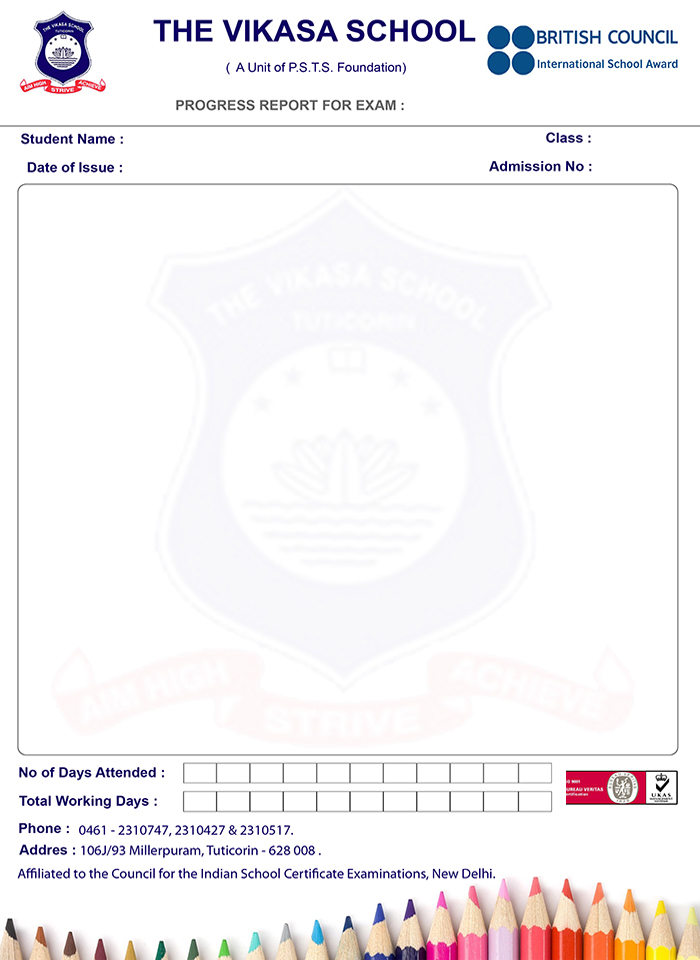 THE VIKASA SCHOOL
TUTICORIN
AIM HIGH
STRIVE
ACHIEVE
THE VIKASA SCHOOL
( A Unit of P.S.T.S. Foundation)
BRITISH COUNCIL
International School Award
PROGRESS REPORT FOR EXAM :
Student Name :
Class :
Date of Issue :
Admission No :
THE VIKASA SCHOOL
TUTICORIN
AIM HIGH
STRIVE
ACHIEVE
No of Days Attended :
Total Working Days :
UKAS
Phone : 0461 - 2310747, 2310427 & 2310517.
Addres : 106J/93 Millerpuram, Tuticorin - 628 008 .
Affiliated to the Council for the Indian School Certificate Examinations, New Delhi.